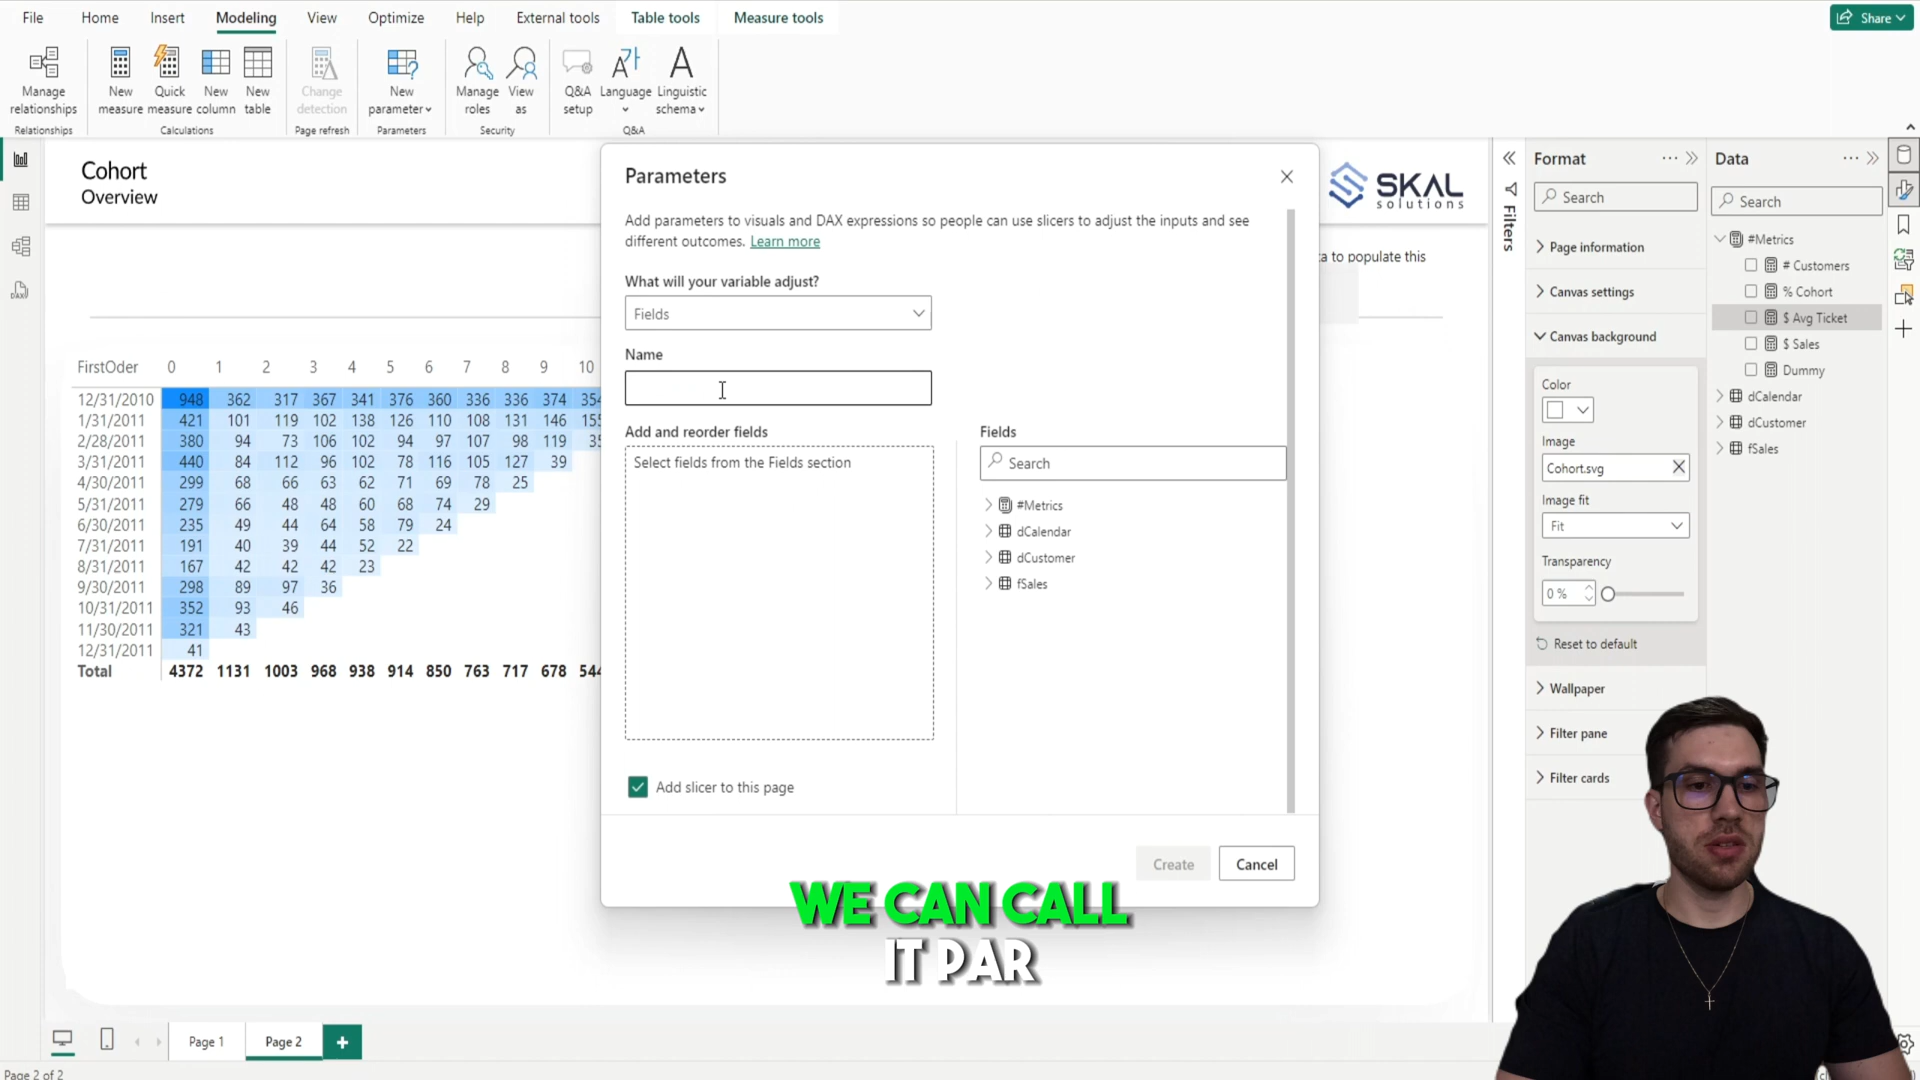 File Home Insert Modeling View Optimize Help External tools Table tools Measure tools Share
Manage relationships
New measure
Quick measure
New column
New table
Change detection
New parameter
Manage roles
View as
Q&A setup
Language
Linguistic schema
Relationships Calculations Page refresh Parameters Security Q&A
Cohort
Overview
SKAL
solutions
a to populate this
FirstOder 0 1 2 3 4 5 6 7 8 9 10
12/31/2010 948 362 317 367 341 376 360 336 336 374 354
1/31/2011 421 101 119 102 138 126 110 108 131 146 155
2/28/2011 380 94 73 106 102 94 97 107 98 119 35
3/31/2011 440 84 112 96 102 78 116 105 127 39
4/30/2011 299 68 66 63 62 71 69 78 25
5/31/2011 279 66 48 48 60 68 74 29
6/30/2011 235 49 44 64 58 79 24
7/31/2011 191 40 39 44 52 22
8/31/2011 167 42 42 42 23
9/30/2011 298 89 97 36
10/31/2011 352 93 46
11/30/2011 321 43
12/31/2011 41
Total 4372 1131 1003 968 938 914 850 763 717 678 544
Parameters
Add parameters to visuals and DAX expressions so people can use slicers to adjust the inputs and see
different outcomes. Learn more
What will your variable adjust?
Fields
Name
Add and reorder fields
Select fields from the Fields section
Fields
Search
#Metrics
dCalendar
dCustomer
fSales
Add slicer to this page
Create Cancel
WE CAN CALL
IT PAR
Filters
Format
Search
Page information
Canvas settings
Canvas background
Color
Image
Cohort.svg
Image fit
Fit
Transparency
0 %
Reset to default
Wallpaper
Filter pane
Filter cards
Data
Search
#Metrics
# Customers
% Cohort
$ Avg Ticket
$ Sales
Dummy
dCalendar
dCustomer
fSales
Page 1 Page 2
Page 2 of 2